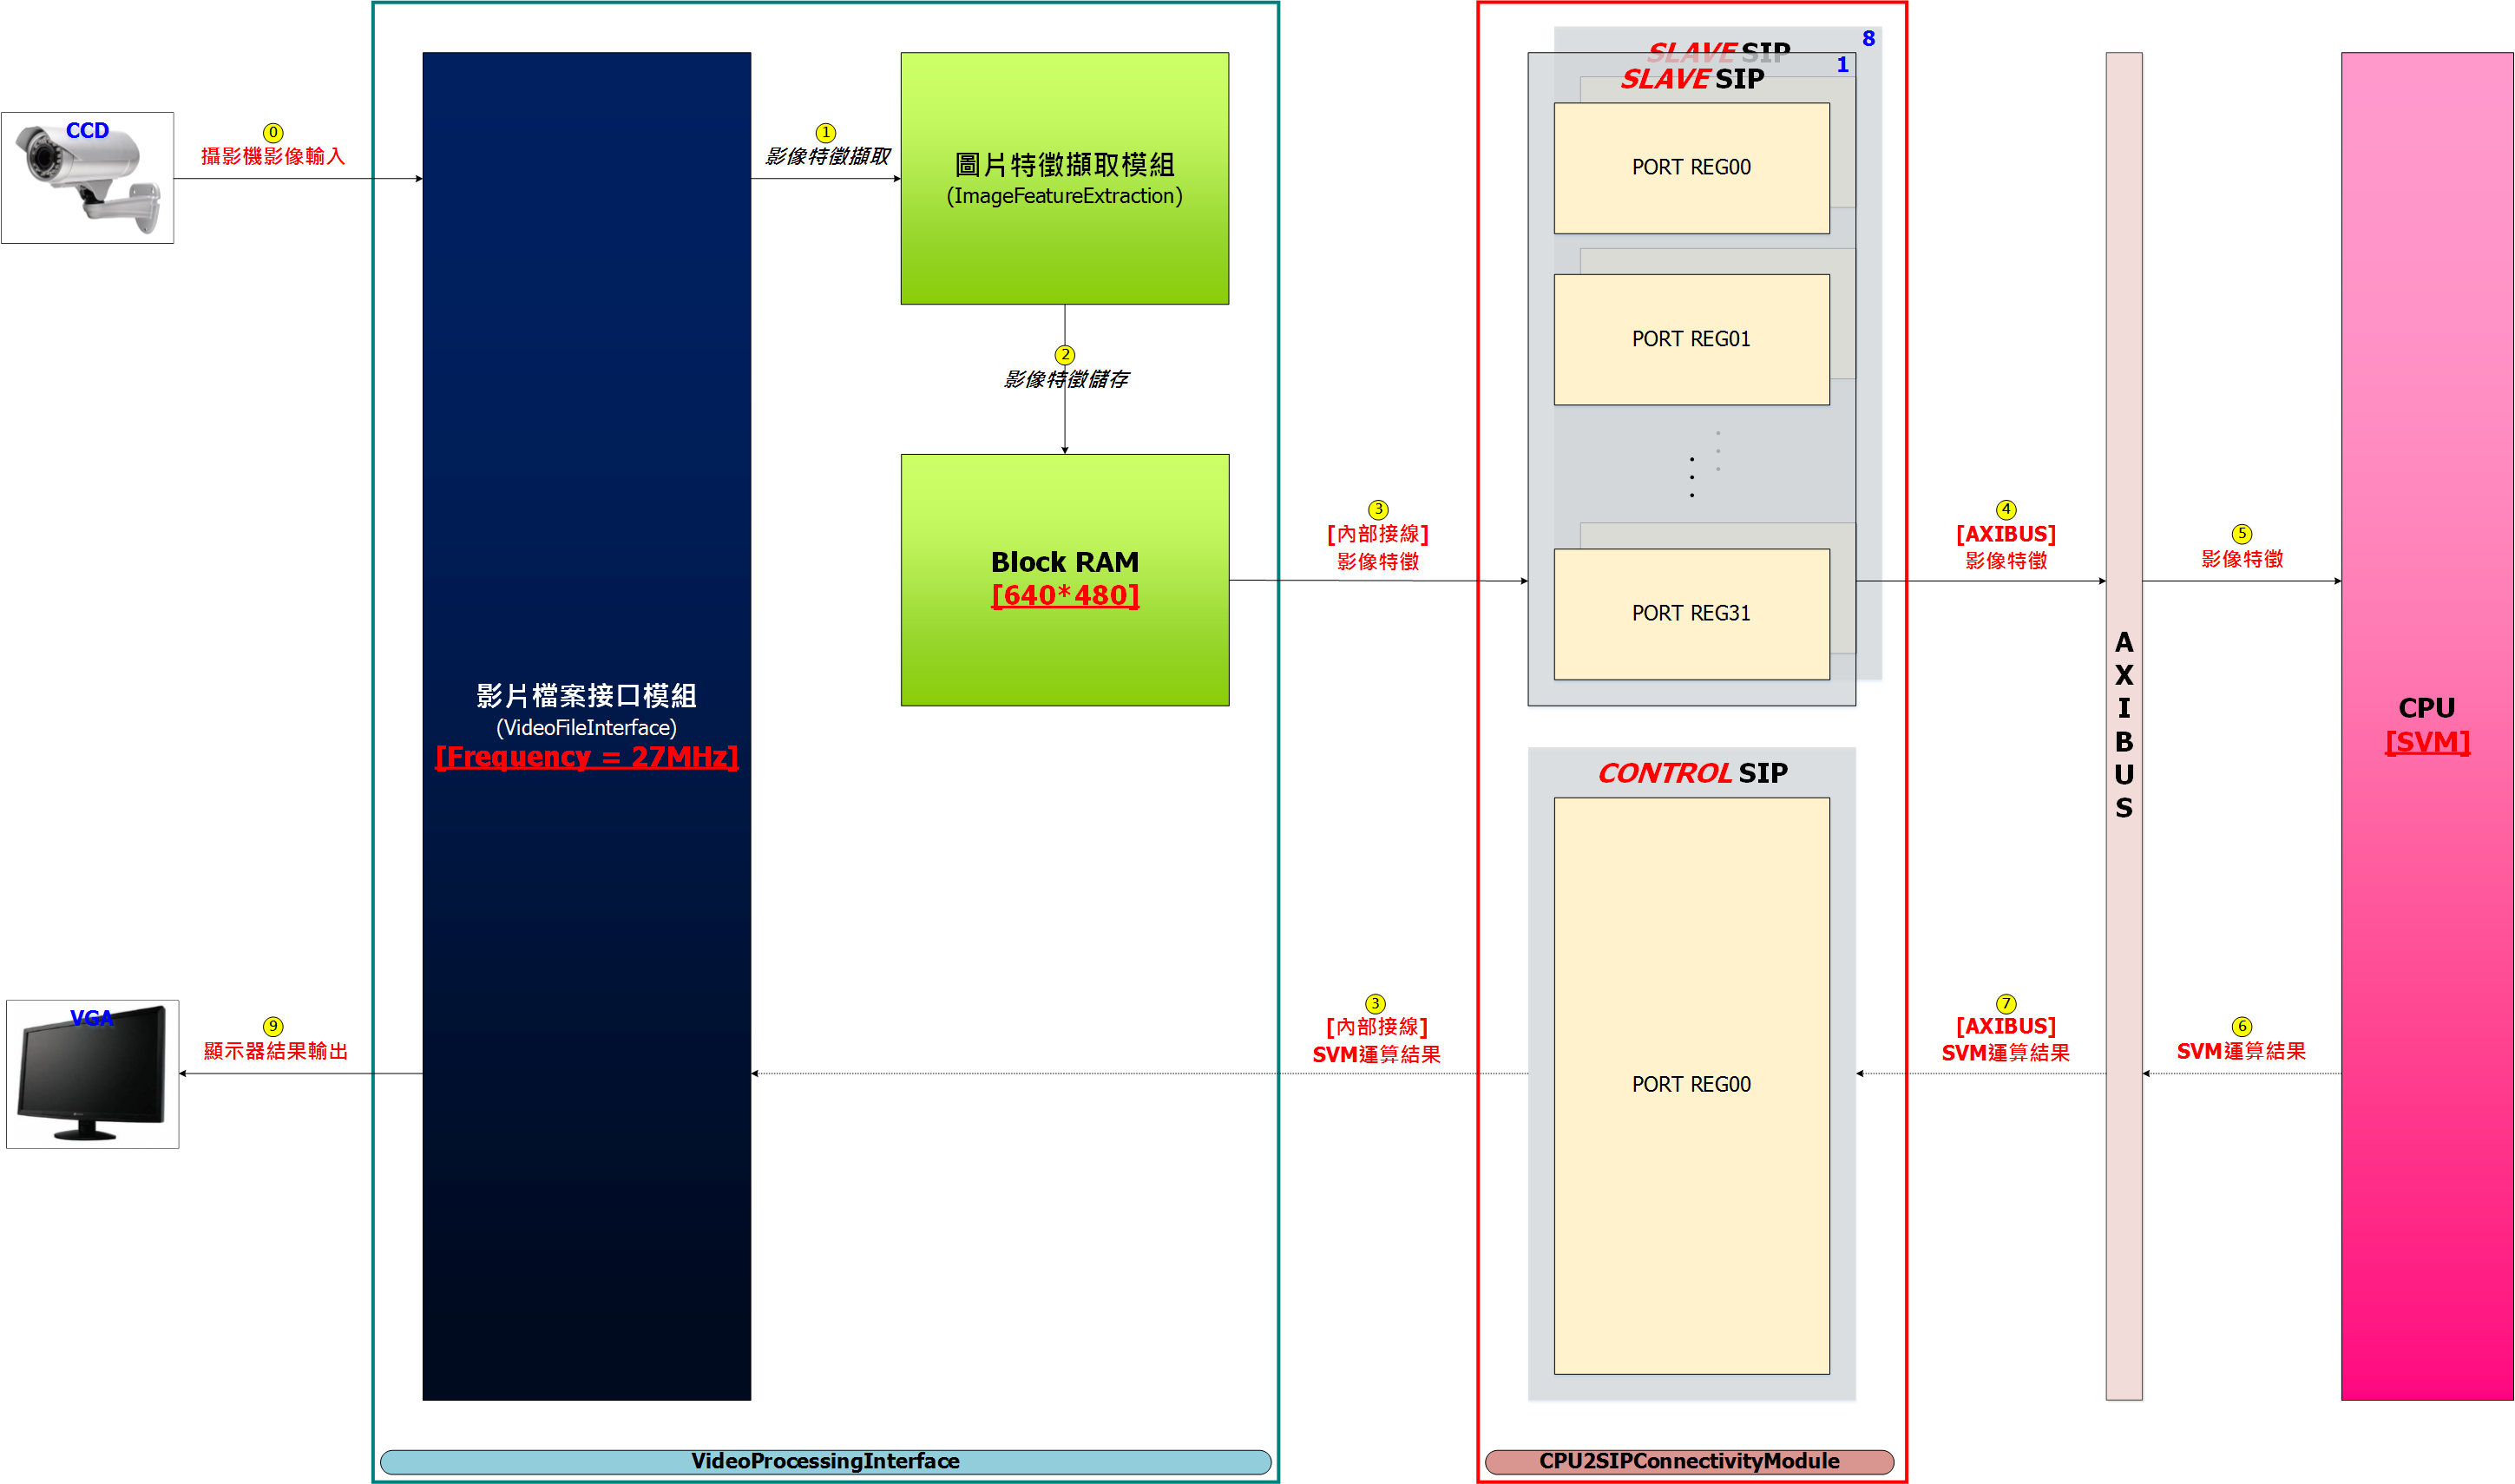 CCD
0
攝影機影像輸入
影片檔案接口模組
(VideoFileInterface)
[Frequency = 27MHz]
1
影像特徵擷取
圖片特徵擷取模組
(ImageFeatureExtraction)
2
影像特徵儲存
Block RAM
[640*480]
3
[內部接線]
影像特徵
8
SLAVE SIP
1
SLAVE SIP
PORT REG00
PORT REG01
PORT REG31
4
[AXIBUS]
影像特徵
5
影像特徵
A
X
I
B
U
S
CPU
[SVM]
CONTROL SIP
PORT REG00
6
SVM運算結果
7
[AXIBUS]
SVM運算結果
3
[內部接線]
SVM運算結果
9
顯示器結果輸出
VGA
VideoProcessingInterface
CPU2SIPConnectivityModule